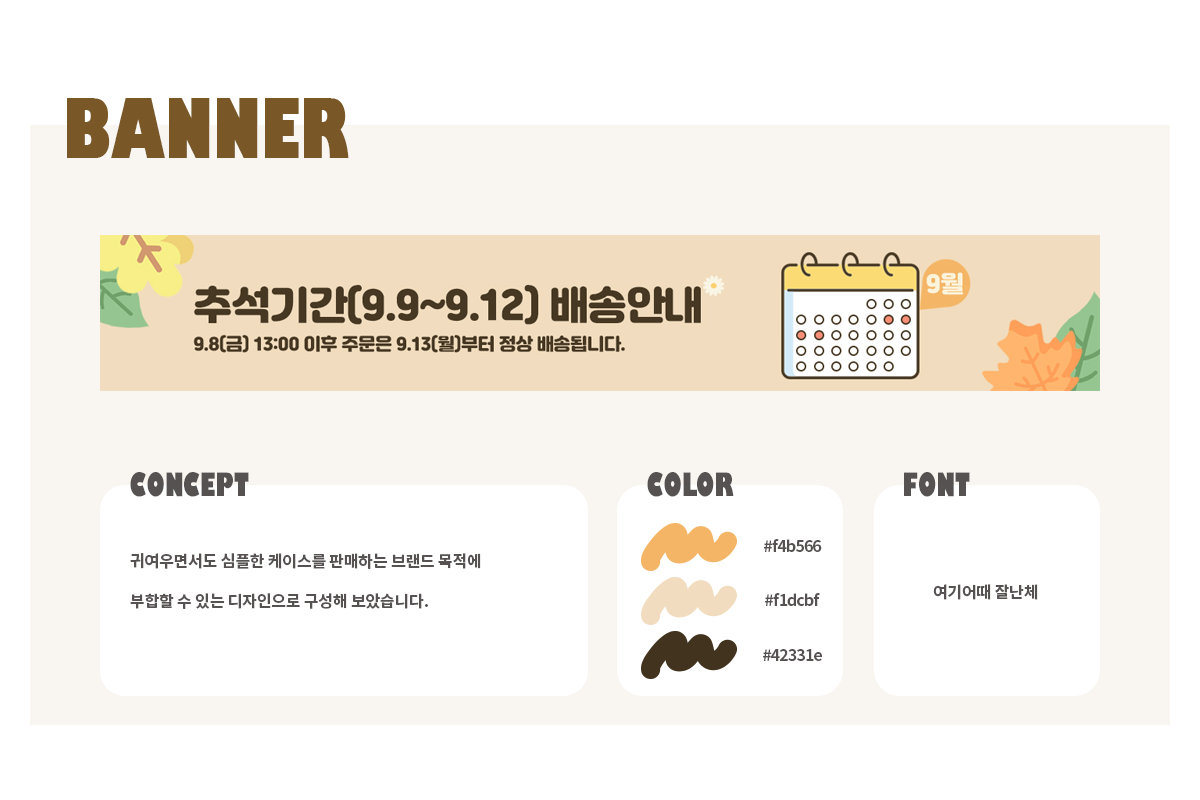 BANNER
추석기간(9.9~9.12) 배송안내
9.8(금) 13:00 이후 주문은 9.13(월)부터 정상 배송됩니다.
9월
CONCEPT
귀여우면서도 심플한 케이스를 판매하는 브랜드 목적에
부합할 수 있는 디자인으로 구성해 보았습니다.
COLOR
#f4b566
#f1dcbf
#42331e
FONT
여기어때 잘난체